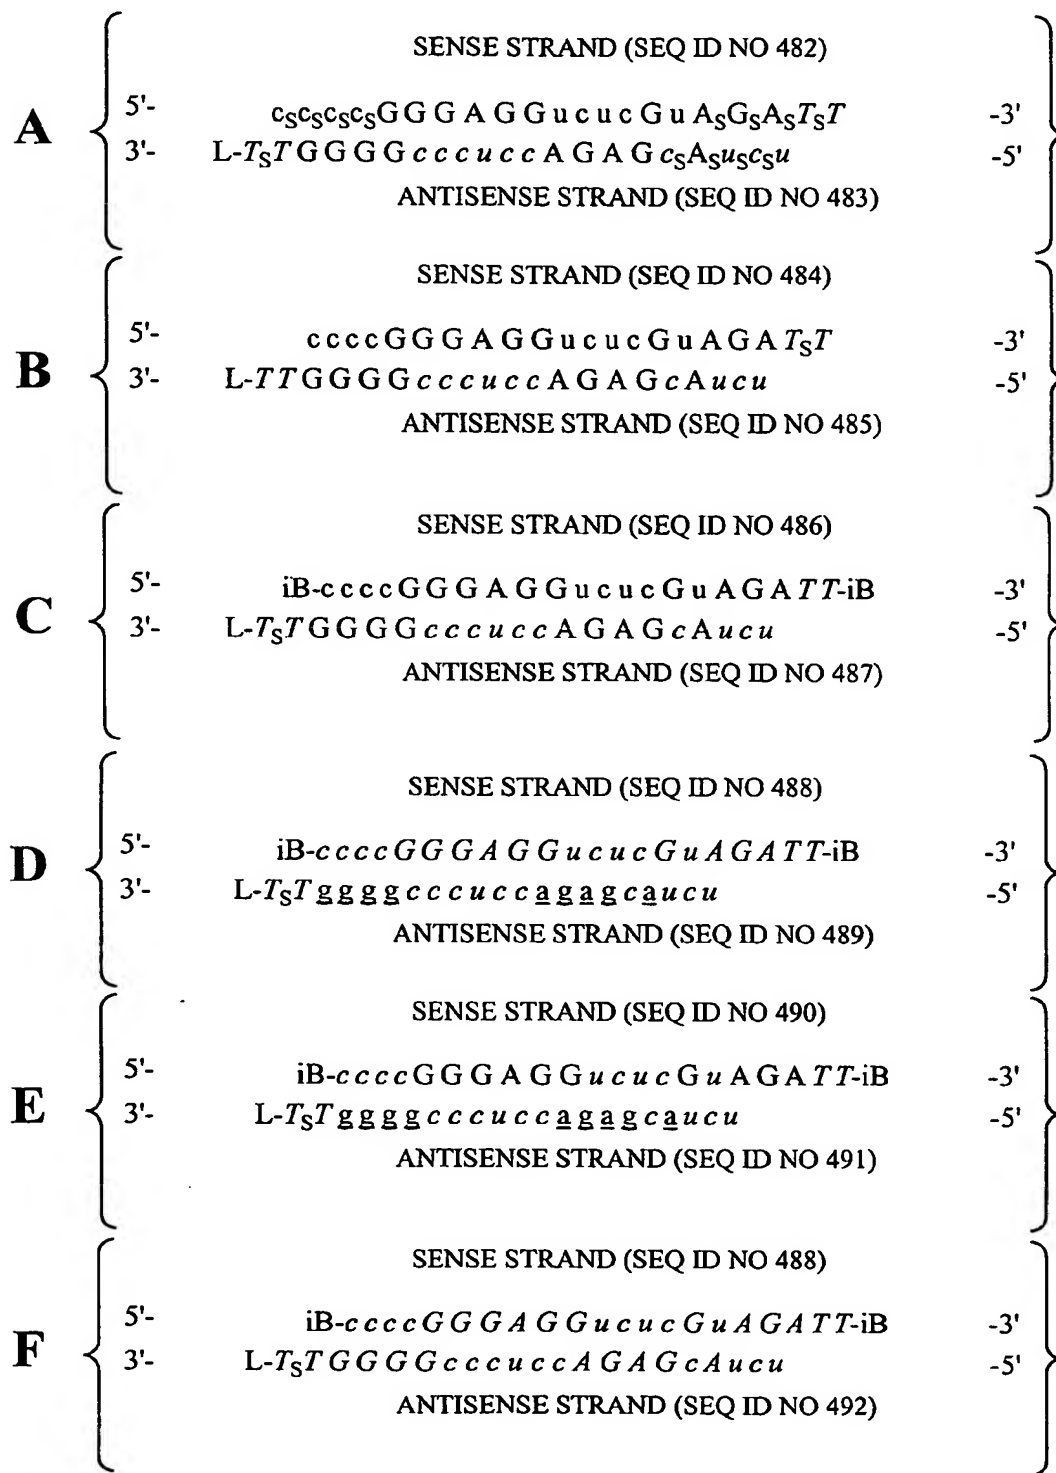 SENSE STRAND (SEQ ID NO 482)
A
5'- cScScScSGGGAGGucucGuASGSASTST -3'
3'- L-TSTGGGGcccuccAGAGcSASuScSu -5'
ANTISENSE STRAND (SEQ ID NO 483)
SENSE STRAND (SEQ ID NO 484)
B
5'- ccccGGGAGGucucGuAGATST -3'
3'- L-TTGGGGcccuccAGAGcAucu -5'
ANTISENSE STRAND (SEQ ID NO 485)
SENSE STRAND (SEQ ID NO 486)
C
5'- iB-ccccGGGAGGucucGuAGATT-iB -3'
3'- L-TSTGGGGcccuccAGAGcAucu -5'
ANTISENSE STRAND (SEQ ID NO 487)
SENSE STRAND (SEQ ID NO 488)
D
5'- iB-ccccGGGAGGucucGuAGATT-iB -3'
3'- L-TSTggggcccuccagagcaucu -5'
ANTISENSE STRAND (SEQ ID NO 489)
SENSE STRAND (SEQ ID NO 490)
E
5'- iB-ccccGGGAGGucucGuAGATT-iB -3'
3'- L-TSTggggcccuccagagcaucu -5'
ANTISENSE STRAND (SEQ ID NO 491)
SENSE STRAND (SEQ ID NO 488)
F
5'- iB-ccccGGGAGGucucGuAGATT-iB -3'
3'- L-TSTGGGGcccuccAGAGcAucu -5'
ANTISENSE STRAND (SEQ ID NO 492)